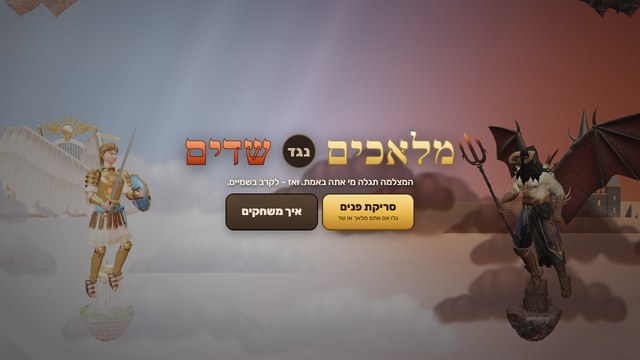 מלאכים נגד שדים
המצלמה תגלה מי אתה באמת. ואז - לקרב בשמיים.
סריקת פנים
גלו אם אתם מלאך או שד
איך משחקים